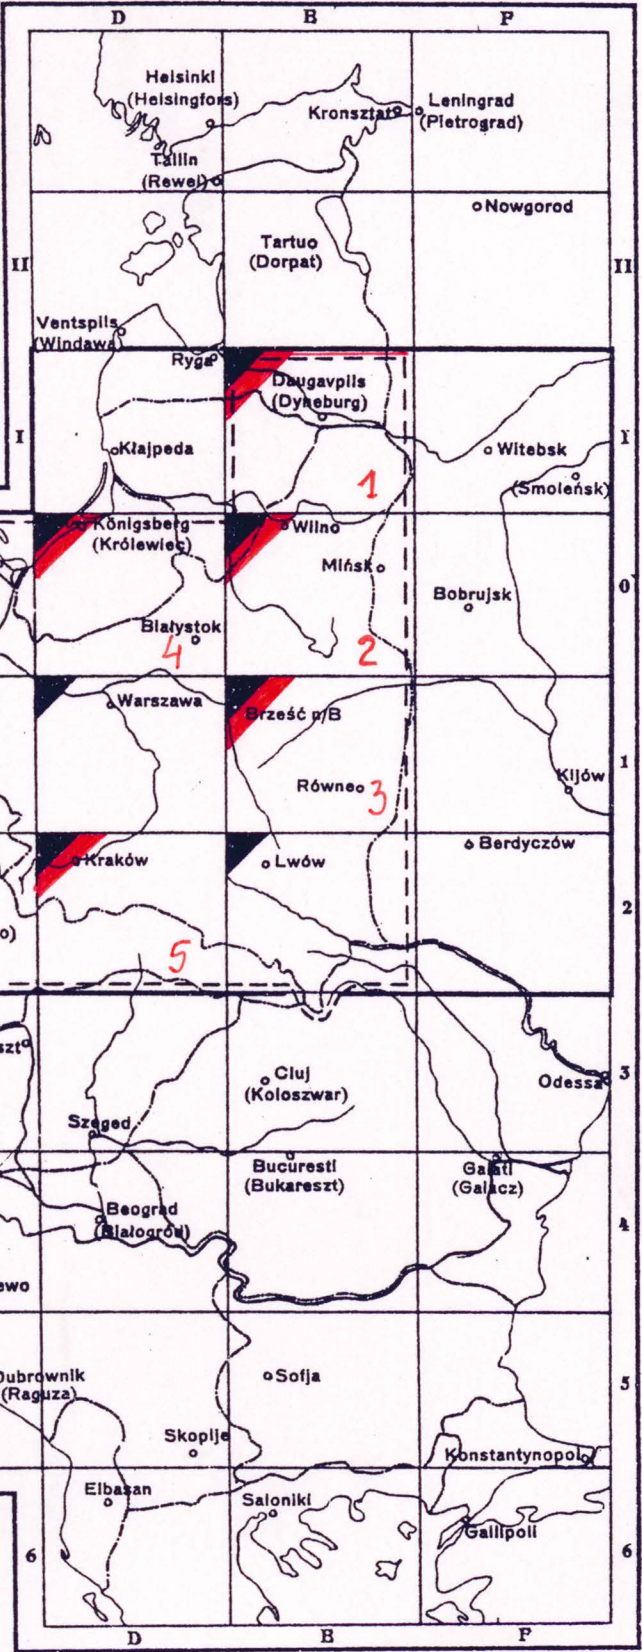 D B P
Helsinki
(Helsingfors)
Kronsztat
Leningrad
(Pietrograd)
Tallin
(Rewel)
Nowgorod
Tartu
(Dorpat)
II II
Ventspils
(Windawa
Ryga
Daugavpils
(Dyneburg)
I I
Kłajpeda
Witebsk
1
(Smoleńsk)
Königsberg
(Królewiec)
Wilno
Mińsk
0
Bobrujsk
Białystok
4 2
Warszawa
Brześć n/B
1
Kijów
Równe
3
Kraków
Lwów
Berdyczów
2
o)
5
szt
Cluj
(Koloszwar)
3
Odessa
Szeged
Bucuresti
(Bukareszt)
Galati
(Galacz)
Beograd
(Białogród)
4
ewo
Sofja
5
Dubrownik
(Raguza)
Skoplje
Konstantynopol
Elbasan
Saloniki
Gallipoli
6 6
D B P